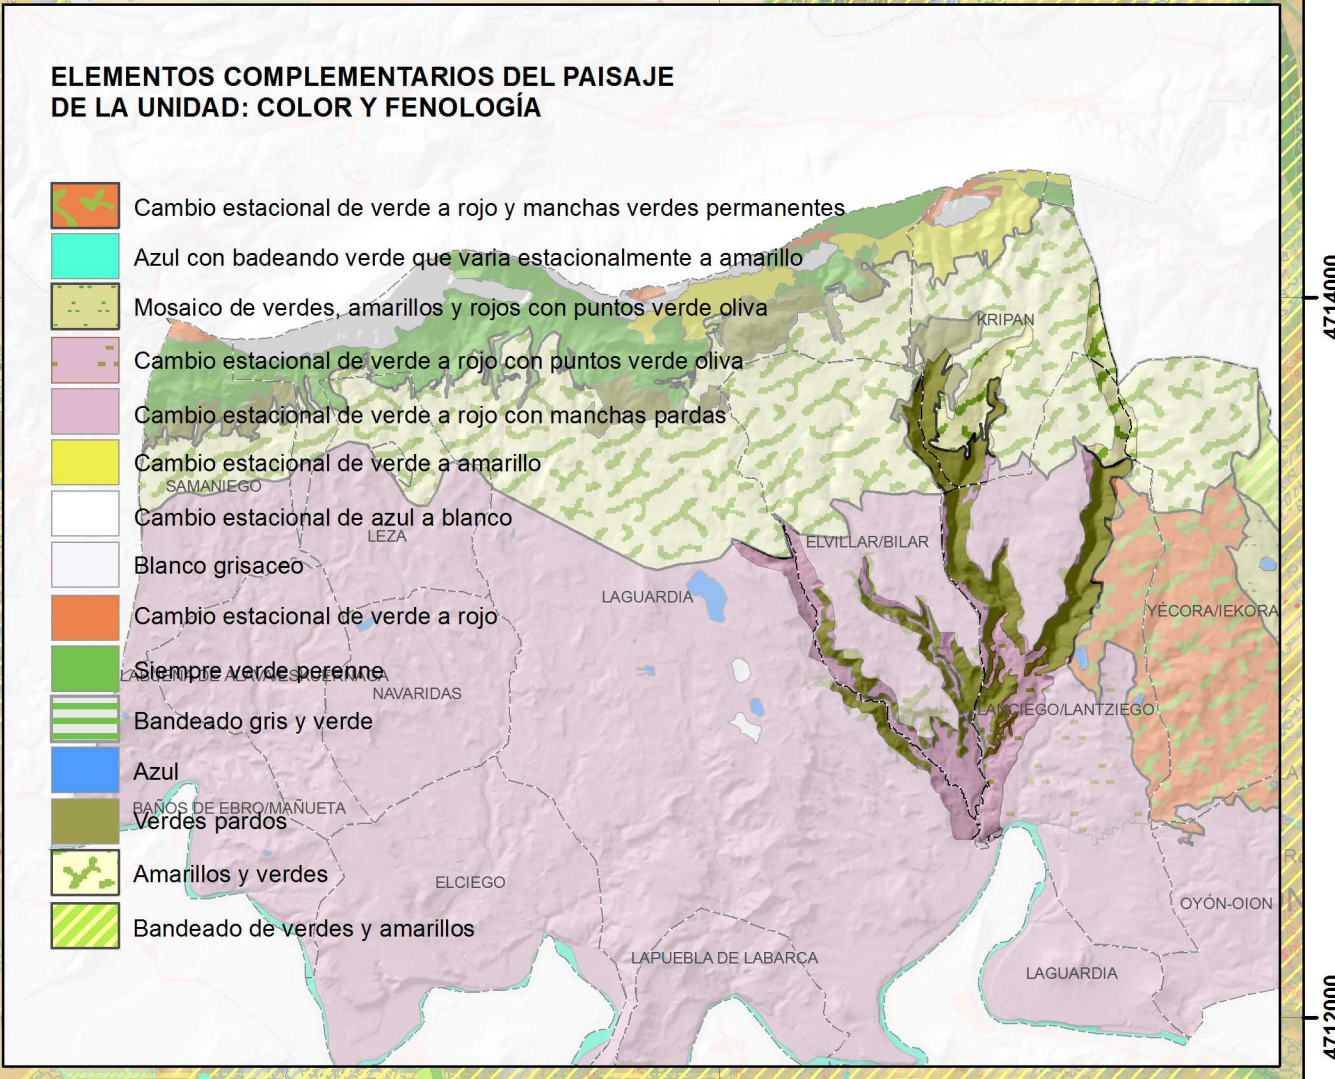 ELEMENTOS COMPLEMENTARIOS DEL PAISAJE
DE LA UNIDAD: COLOR Y FENOLOGÍA
Cambio estacional de verde a rojo y manchas verdes permanentes
Azul con badeando verde que varia estacionalmente a amarillo
Mosaico de verdes, amarillos y rojos con puntos verde oliva
Cambio estacional de verde a rojo con puntos verde oliva
Cambio estacional de verde a rojo con manchas pardas
Cambio estacional de verde a amarillo
Cambio estacional de azul a blanco
Blanco grisaceo
Cambio estacional de verde a rojo
Siempre verde perenne
Bandeado gris y verde
Azul
Verdes pardos
Amarillos y verdes
Bandeado de verdes y amarillos
KRIPAN
SAMANIEGO
LEZA
ELVILLAR/BILAR
LAGUARDIA
YÉCORA/IEKORA
NAVARIDAS
LANCIEGO/LANTZIEGO
BAÑOS DE EBRO/MAÑUETA
ELCIEGO
OYÓN-OION
LAPUEBLA DE LABARCA
LAGUARDIA
4714000
4712000